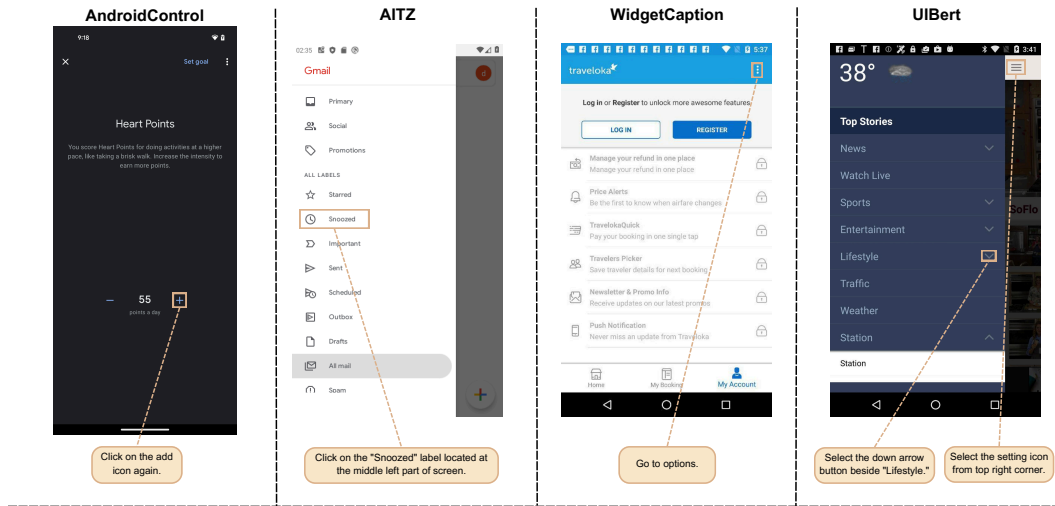 AndroidControl
9:18
Set goal
Heart Points
You score Heart Points for doing activities at a higher
pace, like taking a brisk walk. Increase the intensity to
earn more points.
55
points a day
Click on the add
icon again.
AITZ
02:35
Gmail
d
Primary
Social
Promotions
ALL LABELS
Starred
Snoozed
Important
Sent
Scheduled
Outbox
Drafts
All mail
Spam
Click on the "Snoozed" label located at
the middle left part of screen.
WidgetCaption
5:37
traveloka
Log in or Register to unlock more awesome features.
LOG IN
REGISTER
Manage your refund in one place
Manage your refund in one place
Price Alerts
Be the first to know when airfare changes
TravelokaQuick
Pay your booking in one single tap
Travelers Picker
Save traveler details for next booking
Newsletter & Promo Info
Receive updates on our latest promos
Push Notification
Never miss an update from Traveloka
Home
My Booking
My Account
Go to options.
UIBert
3:41
38°
Top Stories
News
Watch Live
Sports
SoFlo
Entertainment
Lifestyle
Traffic
Weather
Station
Station
Select the down arrow
button beside "Lifestyle."
Select the setting icon
from top right corner.